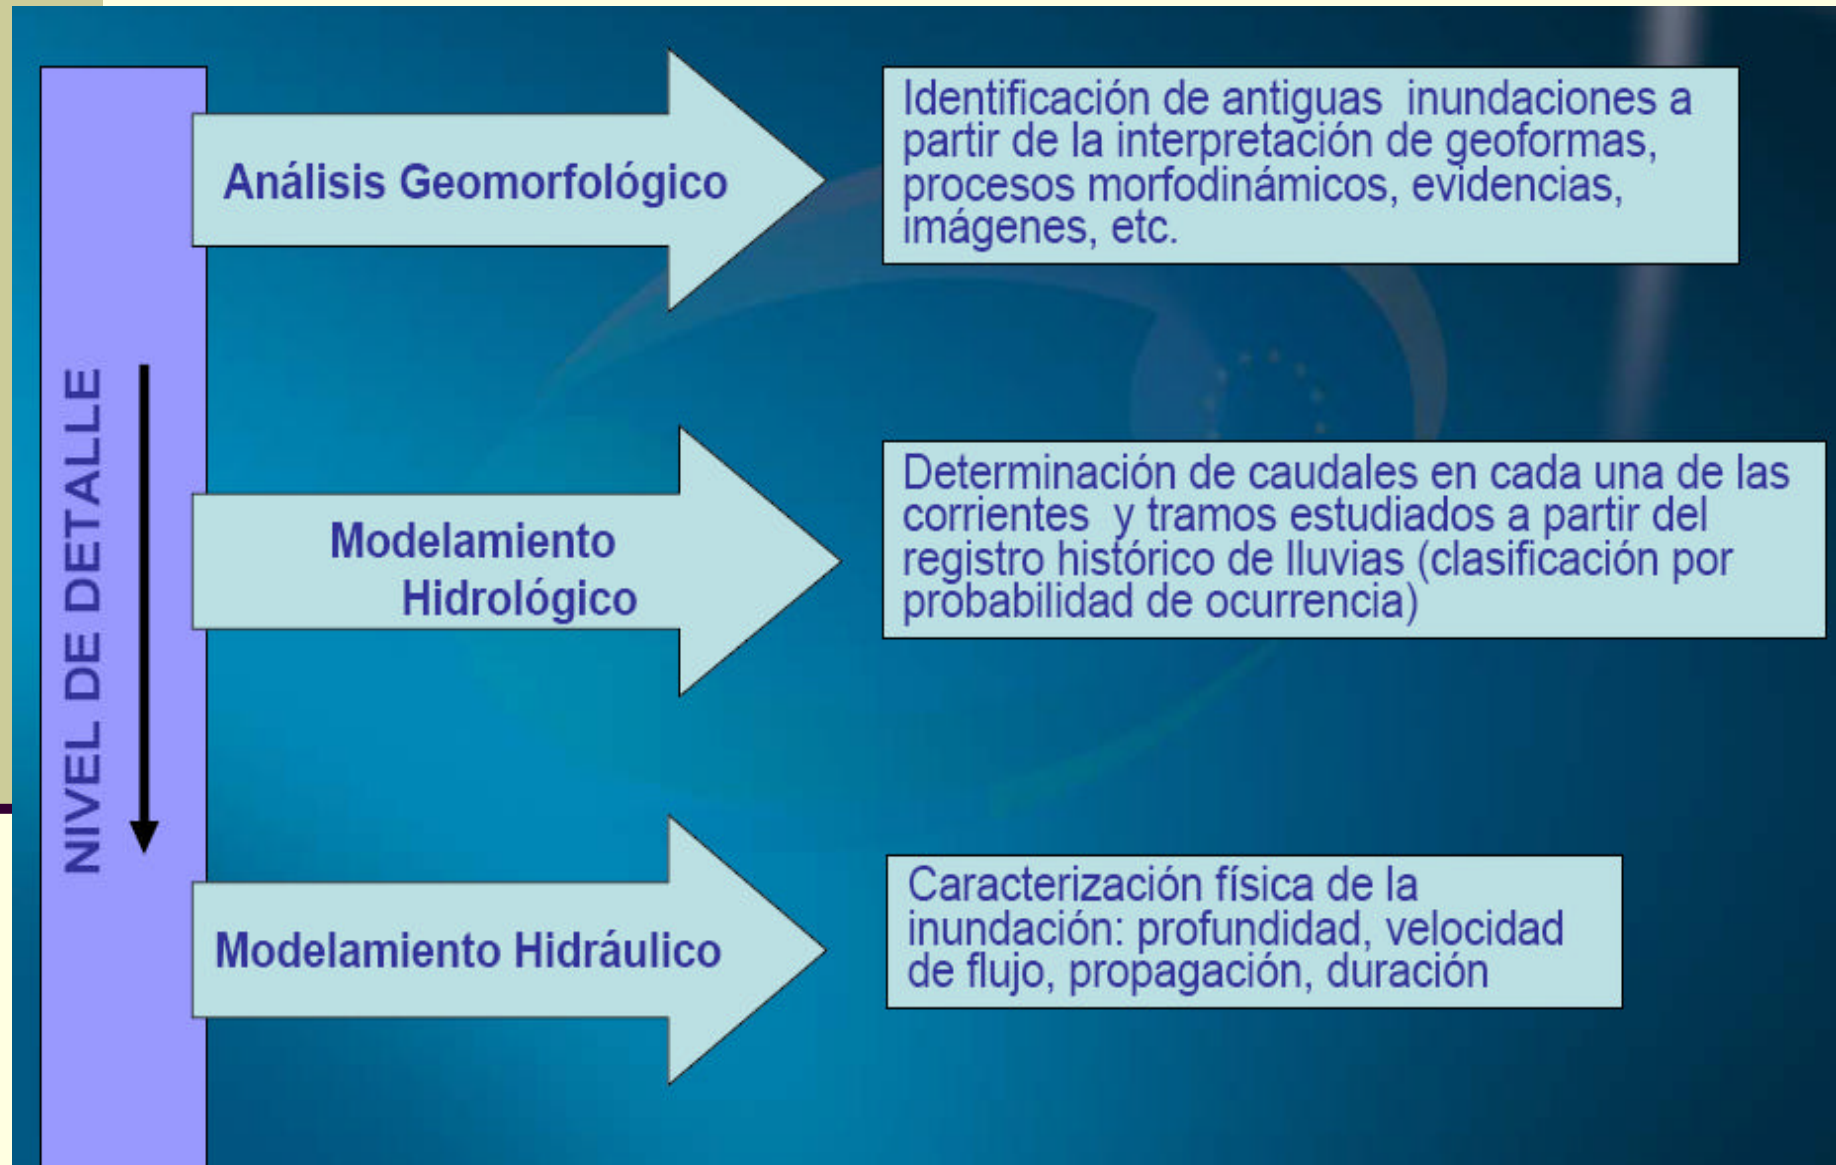 NIVEL DE DETALLE
Análisis Geomorfológico
Identificación de antiguas inundaciones a
partir de la interpretación de geoformas,
procesos morfodinámicos, evidencias,
imágenes, etc.
Modelamiento
Hidrológico
Determinación de caudales en cada una de las
corrientes y tramos estudiados a partir del
registro histórico de lluvias (clasificación por
probabilidad de ocurrencia)
Modelamiento Hidráulico
Caracterización física de la
inundación: profundidad, velocidad
de flujo, propagación, duración